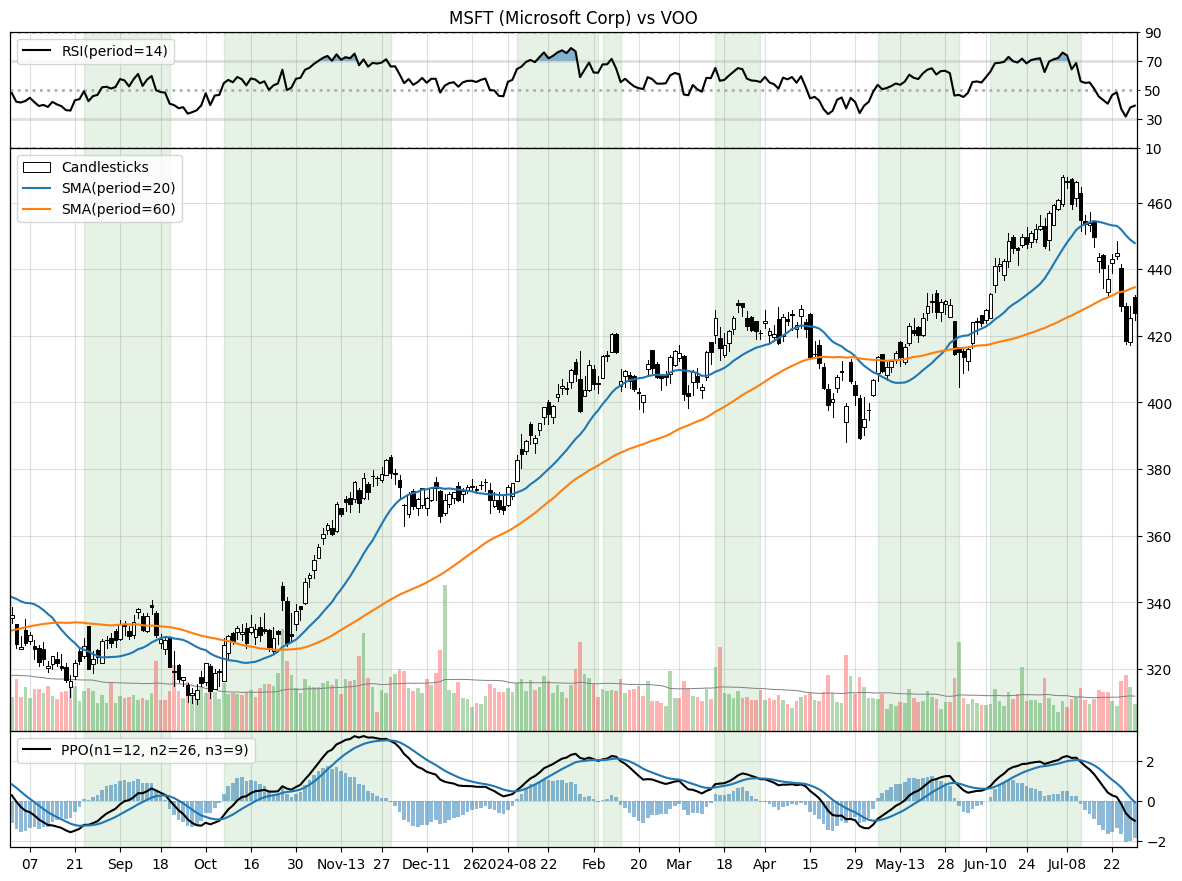 MSFT (Microsoft Corp) vs VOO
RSI(period=14)
90
70
50
30
10
Candlesticks
SMA(period=20)
SMA(period=60)
460
440
420
400
380
360
340
320
PPO(n1=12, n2=26, n3=9)
2
0
−2
07 21 Sep 18 Oct 16 30 Nov-13 27 Dec-11 26 2024-08 22 Feb 20 Mar 18 Apr 15 29 May-13 28 Jun-10 24 Jul-08 22